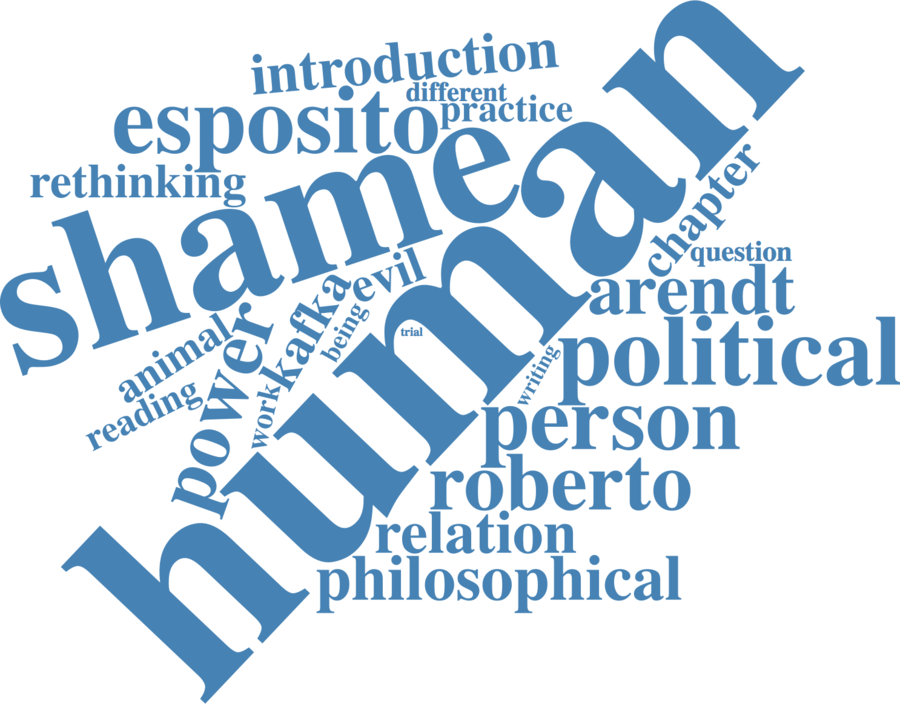 introduction
different
esposito
practice
rethinking
shame
human
chapter
question
arendt
evil
kafka
being
trial
animal
power
reading
work
writing
political
person
roberto
relation
philosophical